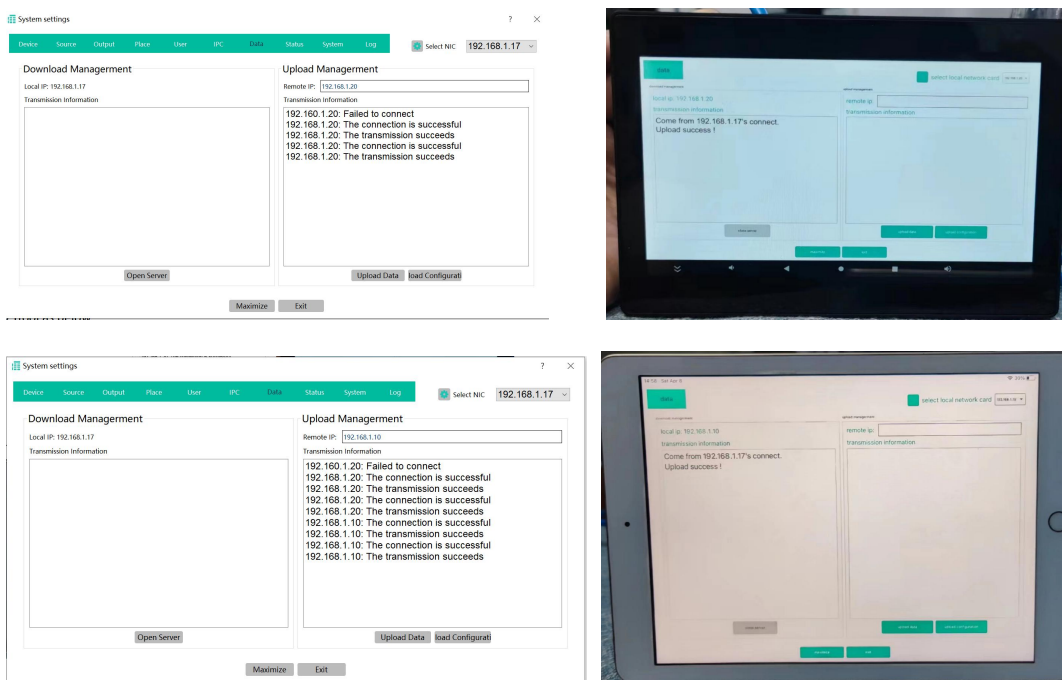 System settings
? ×
Device Source Output Place User IPC Data Status System Log Select NIC 192.168.1.17
Download Managerment
Local IP: 192.168.1.17
Transmission Information
Open Server
Upload Managerment
Remote IP: 192.168.1.20
Transmission Information
192.160.1.20: Failed to connect
192.168.1.20: The connection is successful
192.168.1.20: The transmission succeeds
192.168.1.20: The connection is successful
192.168.1.20: The transmission succeeds
Upload Data load Configurati
Maximize Exit
data
select local network card
local ip: 192.168.1.20
transmission information
Come from 192.168.1.17's connect.
Upload success !
remote ip:
transmission information
System settings
? ×
Device Source Output Place User IPC Data Status System Log Select NIC 192.168.1.17
Download Managerment
Local IP: 192.168.1.17
Transmission Information
Open Server
Upload Managerment
Remote IP: 192.168.1.10
Transmission Information
192.160.1.20: Failed to connect
192.168.1.20: The connection is successful
192.168.1.20: The transmission succeeds
192.168.1.20: The connection is successful
192.168.1.20: The transmission succeeds
192.168.1.10: The connection is successful
192.168.1.10: The transmission succeeds
192.168.1.10: The connection is successful
192.168.1.10: The transmission succeeds
Upload Data load Configurati
Maximize Exit
data
select local network card
local ip: 192.168.1.10
transmission information
Come from 192.168.1.17's connect.
Upload success !
remote ip:
transmission information